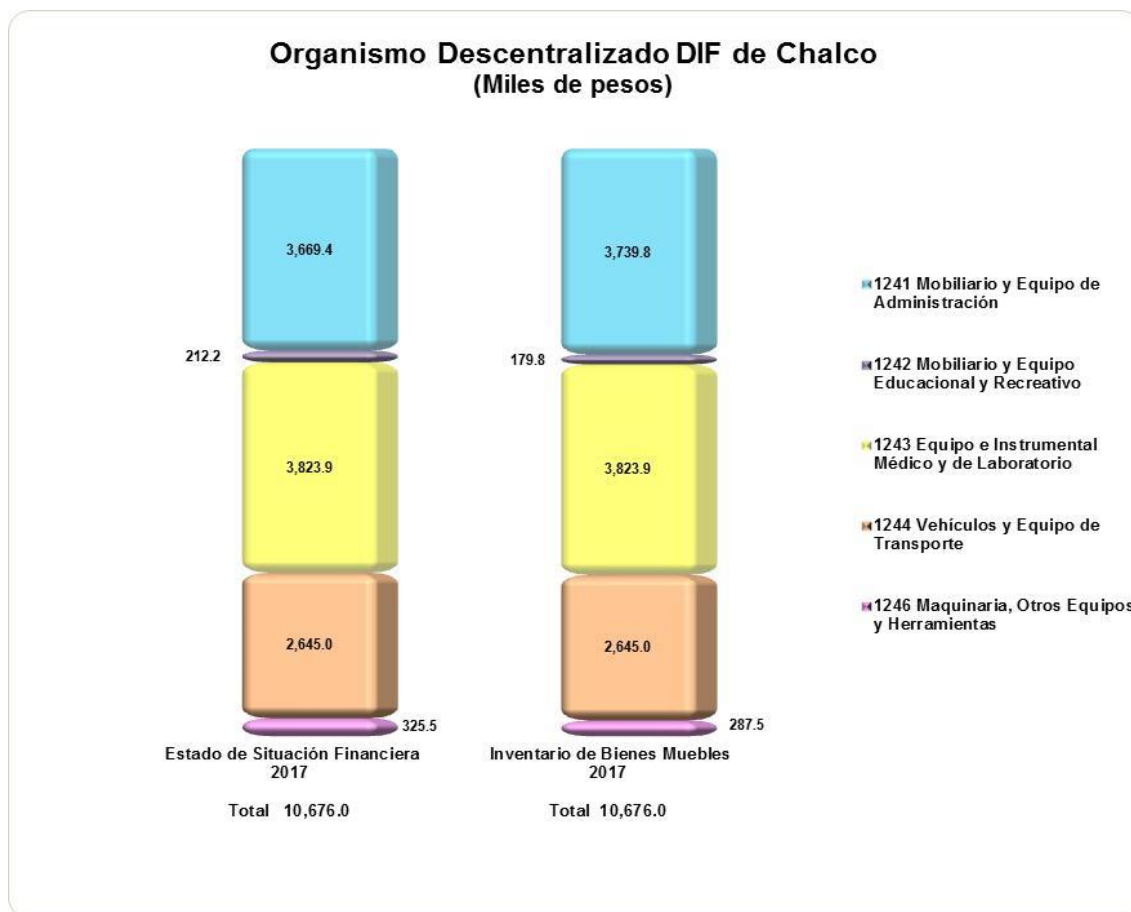 Organismo Descentralizado DIF de Chalco
(Miles de pesos)
3,669.4
212.2
3,823.9
2,645.0
325.5
Estado de Situación Financiera
2017
Total 10,676.0
3,739.8
179.8
3,823.9
2,645.0
287.5
Inventario de Bienes Muebles
2017
Total 10,676.0
1241 Mobiliario y Equipo de
Administración
1242 Mobiliario y Equipo
Educacional y Recreativo
1243 Equipo e Instrumental
Médico y de Laboratorio
1244 Vehículos y Equipo de
Transporte
1246 Maquinaria, Otros Equipos
y Herramientas